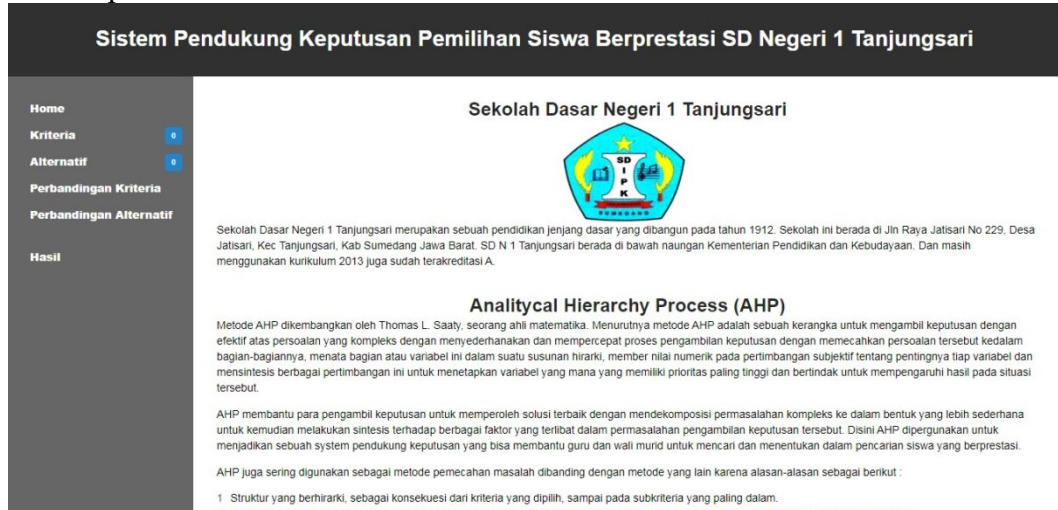 Sistem Pendukung Keputusan Pemilihan Siswa Berprestasi SD Negeri 1 Tanjungsari
Home
Kriteria 0
Alternatif 0
Perbandingan Kriteria
Perbandingan Alternatif
Hasil
Sekolah Dasar Negeri 1 Tanjungsari
SD
I
P
K
SUMEDANG
Sekolah Dasar Negeri 1 Tanjungsari merupakan sebuah pendidikan jenjang dasar yang dibangun pada tahun 1912. Sekolah ini berada di Jln Raya Jatisari No 229, Desa
Jatisari, Kec Tanjungsari, Kab Sumedang Jawa Barat. SD N 1 Tanjungsari berada di bawah naungan Kementerian Pendidikan dan Kebudayaan. Dan masih
menggunakan kurikulum 2013 juga sudah terakreditasi A.
Analitycal Hierarchy Process (AHP)
Metode AHP dikembangkan oleh Thomas L. Saaty, seorang ahli matematika. Menurutnya metode AHP adalah sebuah kerangka untuk mengambil keputusan dengan
efektif atas persoalan yang kompleks dengan menyederhanakan dan mempercepat proses pengambilan keputusan dengan memecahkan persoalan tersebut kedalam
bagian-bagiannya, menata bagian atau variabel ini dalam suatu susunan hirarki, member nilai numerik pada pertimbangan subjektif tentang pentingnya tiap variabel dan
mensintesis berbagai pertimbangan ini untuk menetapkan variabel yang mana yang memiliki prioritas paling tinggi dan bertindak untuk mempengaruhi hasil pada situasi
tersebut.
AHP membantu para pengambil keputusan untuk memperoleh solusi terbaik dengan mendekomposisi permasalahan kompleks ke dalam bentuk yang lebih sederhana
untuk kemudian melakukan sintesis terhadap berbagai faktor yang terlibat dalam permasalahan pengambilan keputusan tersebut. Disini AHP dipergunakan untuk
menjadikan sebuah system pendukung keputusan yang bisa membantu guru dan wali murid untuk mencari dan menentukan dalam pencarian siswa yang berprestasi.
AHP juga sering digunakan sebagai metode pemecahan masalah dibanding dengan metode yang lain karena alasan-alasan sebagai berikut :
1 Struktur yang berhirarki, sebagai konsekuesi dari kriteria yang dipilih, sampai pada subkriteria yang paling dalam.